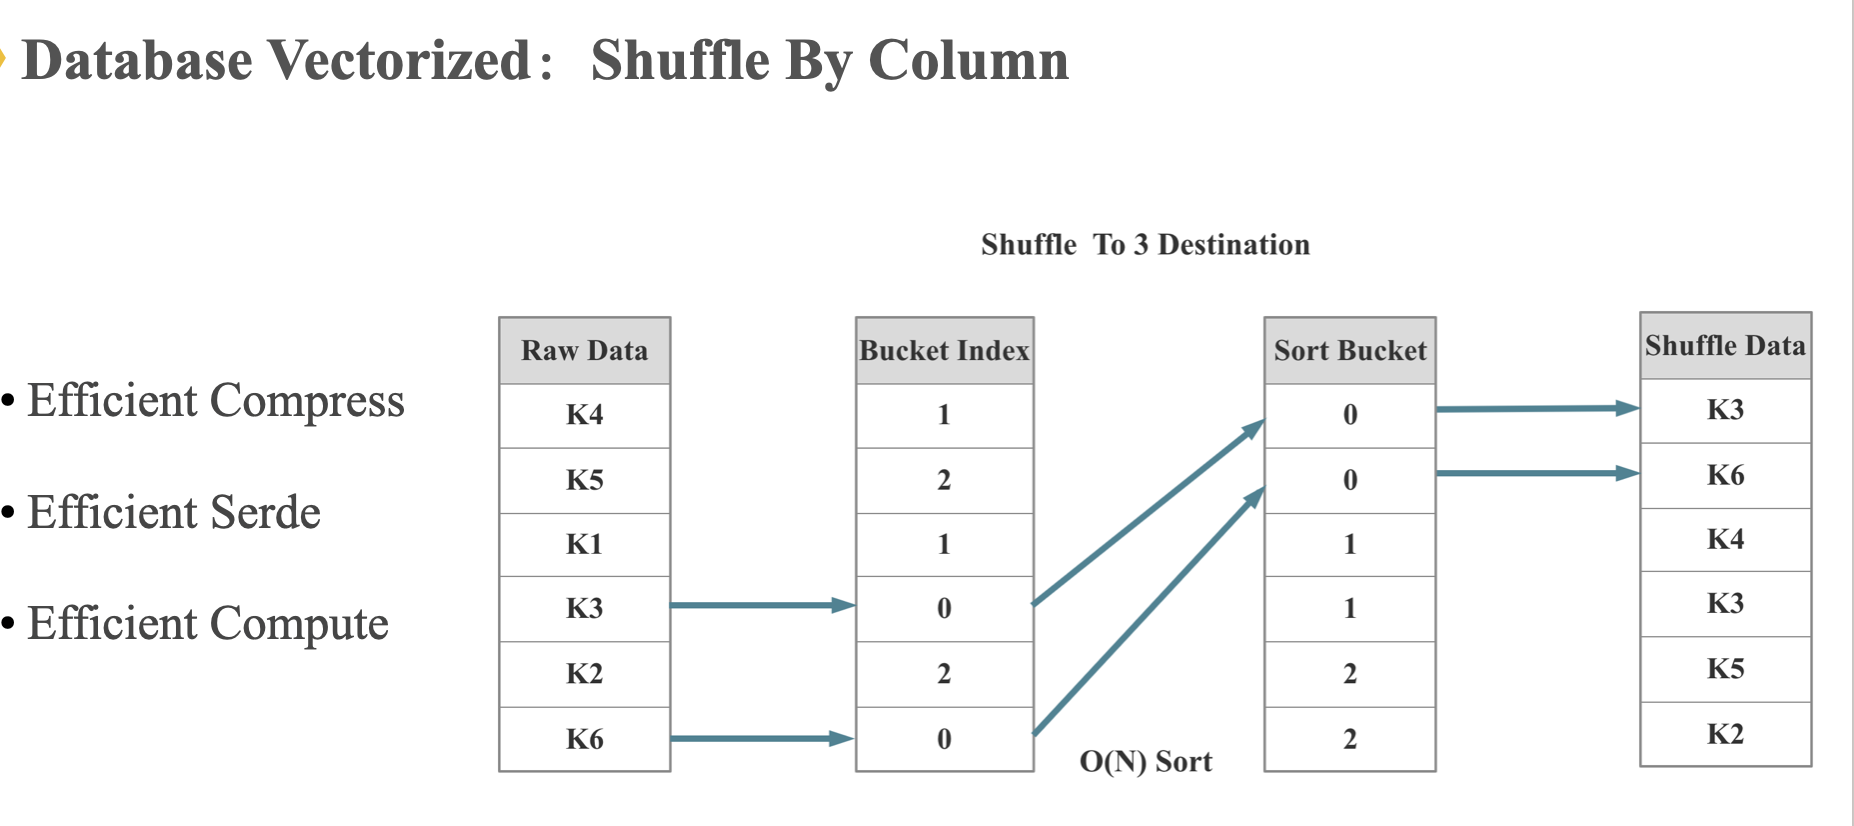 Database Vectorized： Shuffle By Column
Shuffle To 3 Destination
• Efficient Compress
• Efficient Serde
• Efficient Compute
Raw Data
K4
K5
K1
K3
K2
K6
Bucket Index
1
2
1
0
2
0
O(N) Sort
Sort Bucket
0
0
1
1
2
2
Shuffle Data
K3
K6
K4
K3
K5
K2